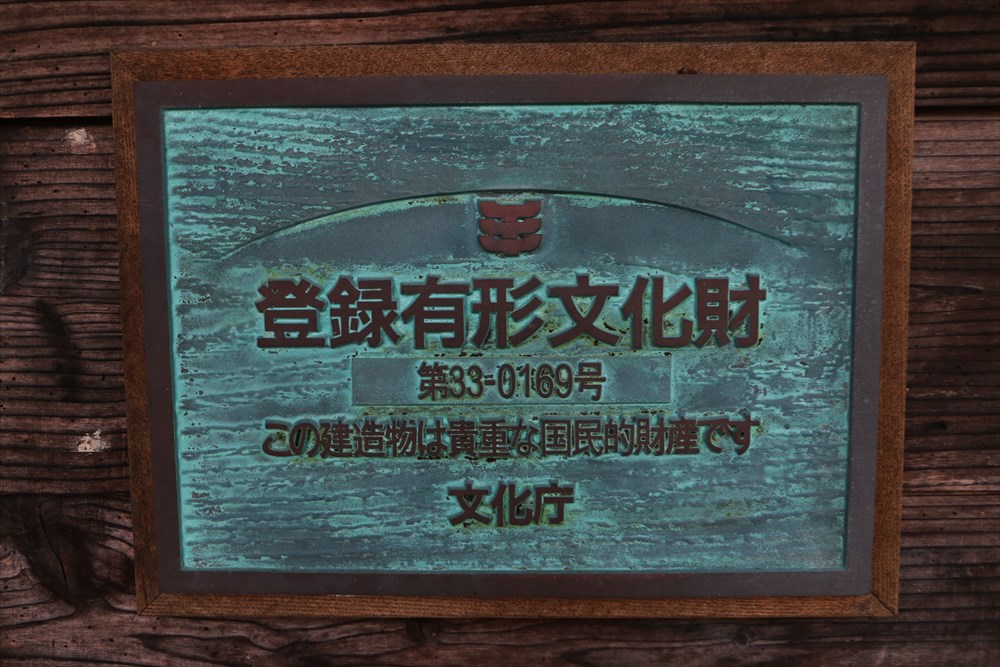 登録有形文化財
第33-0169号
この建造物は貴重な国民的財産です
文化庁